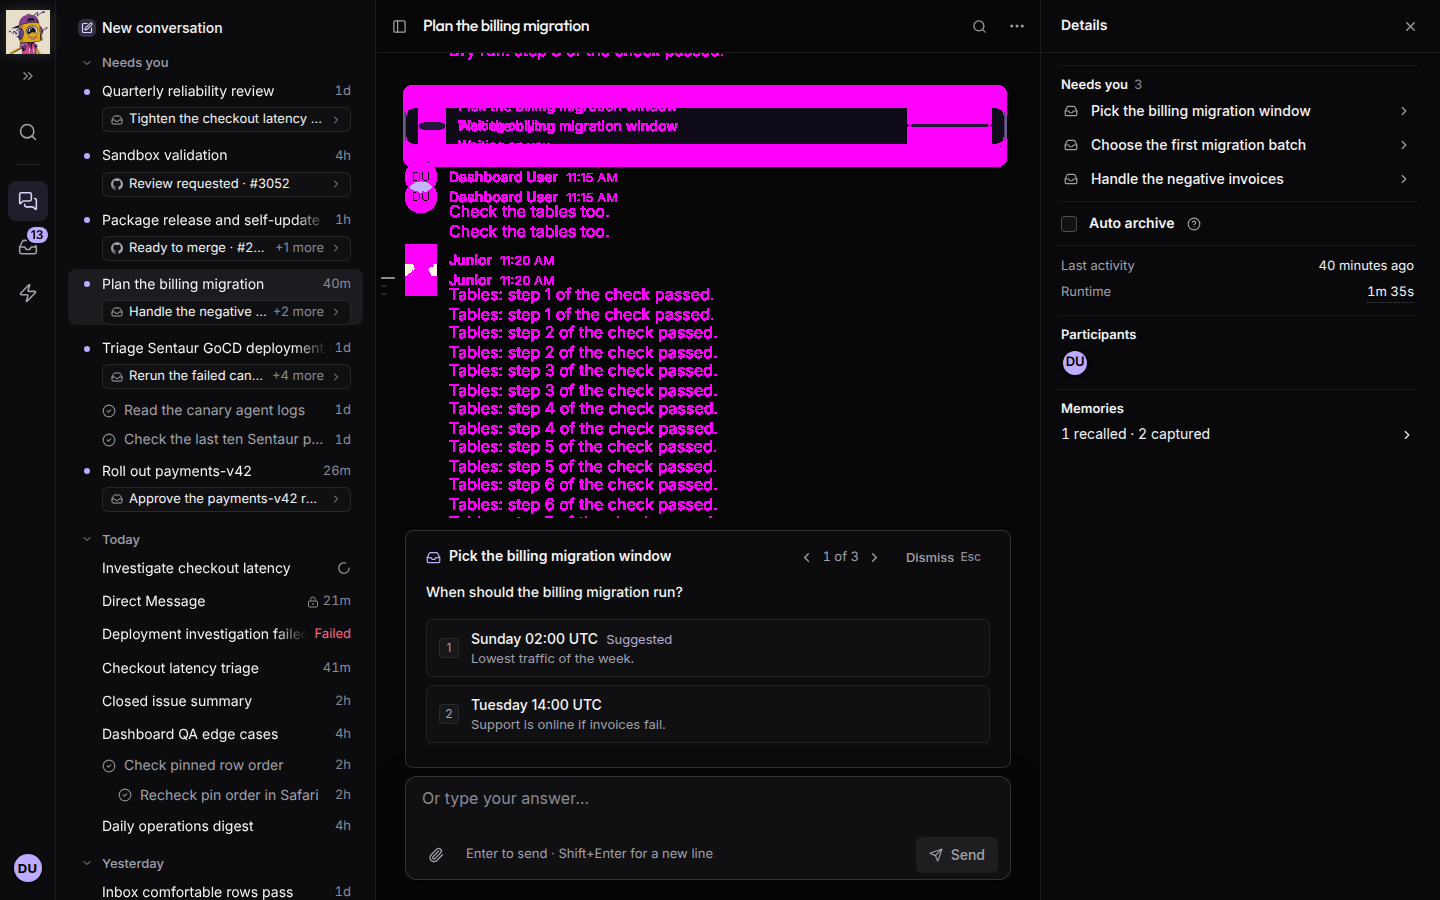 New conversation
Needs you
Quarterly reliability review 1d
Tighten the checkout latency ...
Sandbox validation 4h
Review requested · #3052
Package release and self-update 1h
Ready to merge · #2... +1 more
Plan the billing migration 40m
Handle the negative ... +2 more
Triage Sentaur GoCD deployment 1d
Rerun the failed can... +4 more
Read the canary agent logs 1d
Check the last ten Sentaur p... 1d
Roll out payments-v42 26m
Approve the payments-v42 r...
Today
Investigate checkout latency
Direct Message 21m
Deployment investigation failed Failed
Checkout latency triage 41m
Closed issue summary 2h
Dashboard QA edge cases 4h
Check pinned row order 2h
Recheck pin order in Safari 2h
Daily operations digest 4h
Yesterday
Inbox comfortable rows pass 1d
13
DU
Plan the billing migration
Pick the billing migration window
billing migration window
DU Dashboard User 11:15 AM
DU Dashboard User 11:15 AM
Check the tables too.
Check the tables too.
Junior 11:20 AM
Junior 11:20 AM
Tables: step 1 of the check passed.
Tables: step 1 of the check passed.
Tables: step 2 of the check passed.
Tables: step 2 of the check passed.
Tables: step 3 of the check passed.
Tables: step 3 of the check passed.
Tables: step 4 of the check passed.
Tables: step 4 of the check passed.
Tables: step 5 of the check passed.
Tables: step 5 of the check passed.
Tables: step 6 of the check passed.
Tables: step 6 of the check passed.
Pick the billing migration window 1 of 3 Dismiss Esc
When should the billing migration run?
1 Sunday 02:00 UTC Suggested
Lowest traffic of the week.
2 Tuesday 14:00 UTC
Support is online if invoices fail.
Or type your answer...
Enter to send · Shift+Enter for a new line Send
Details
Needs you 3
Pick the billing migration window
Choose the first migration batch
Handle the negative invoices
Auto archive
Last activity 40 minutes ago
Runtime 1m 35s
Participants
DU
Memories
1 recalled · 2 captured